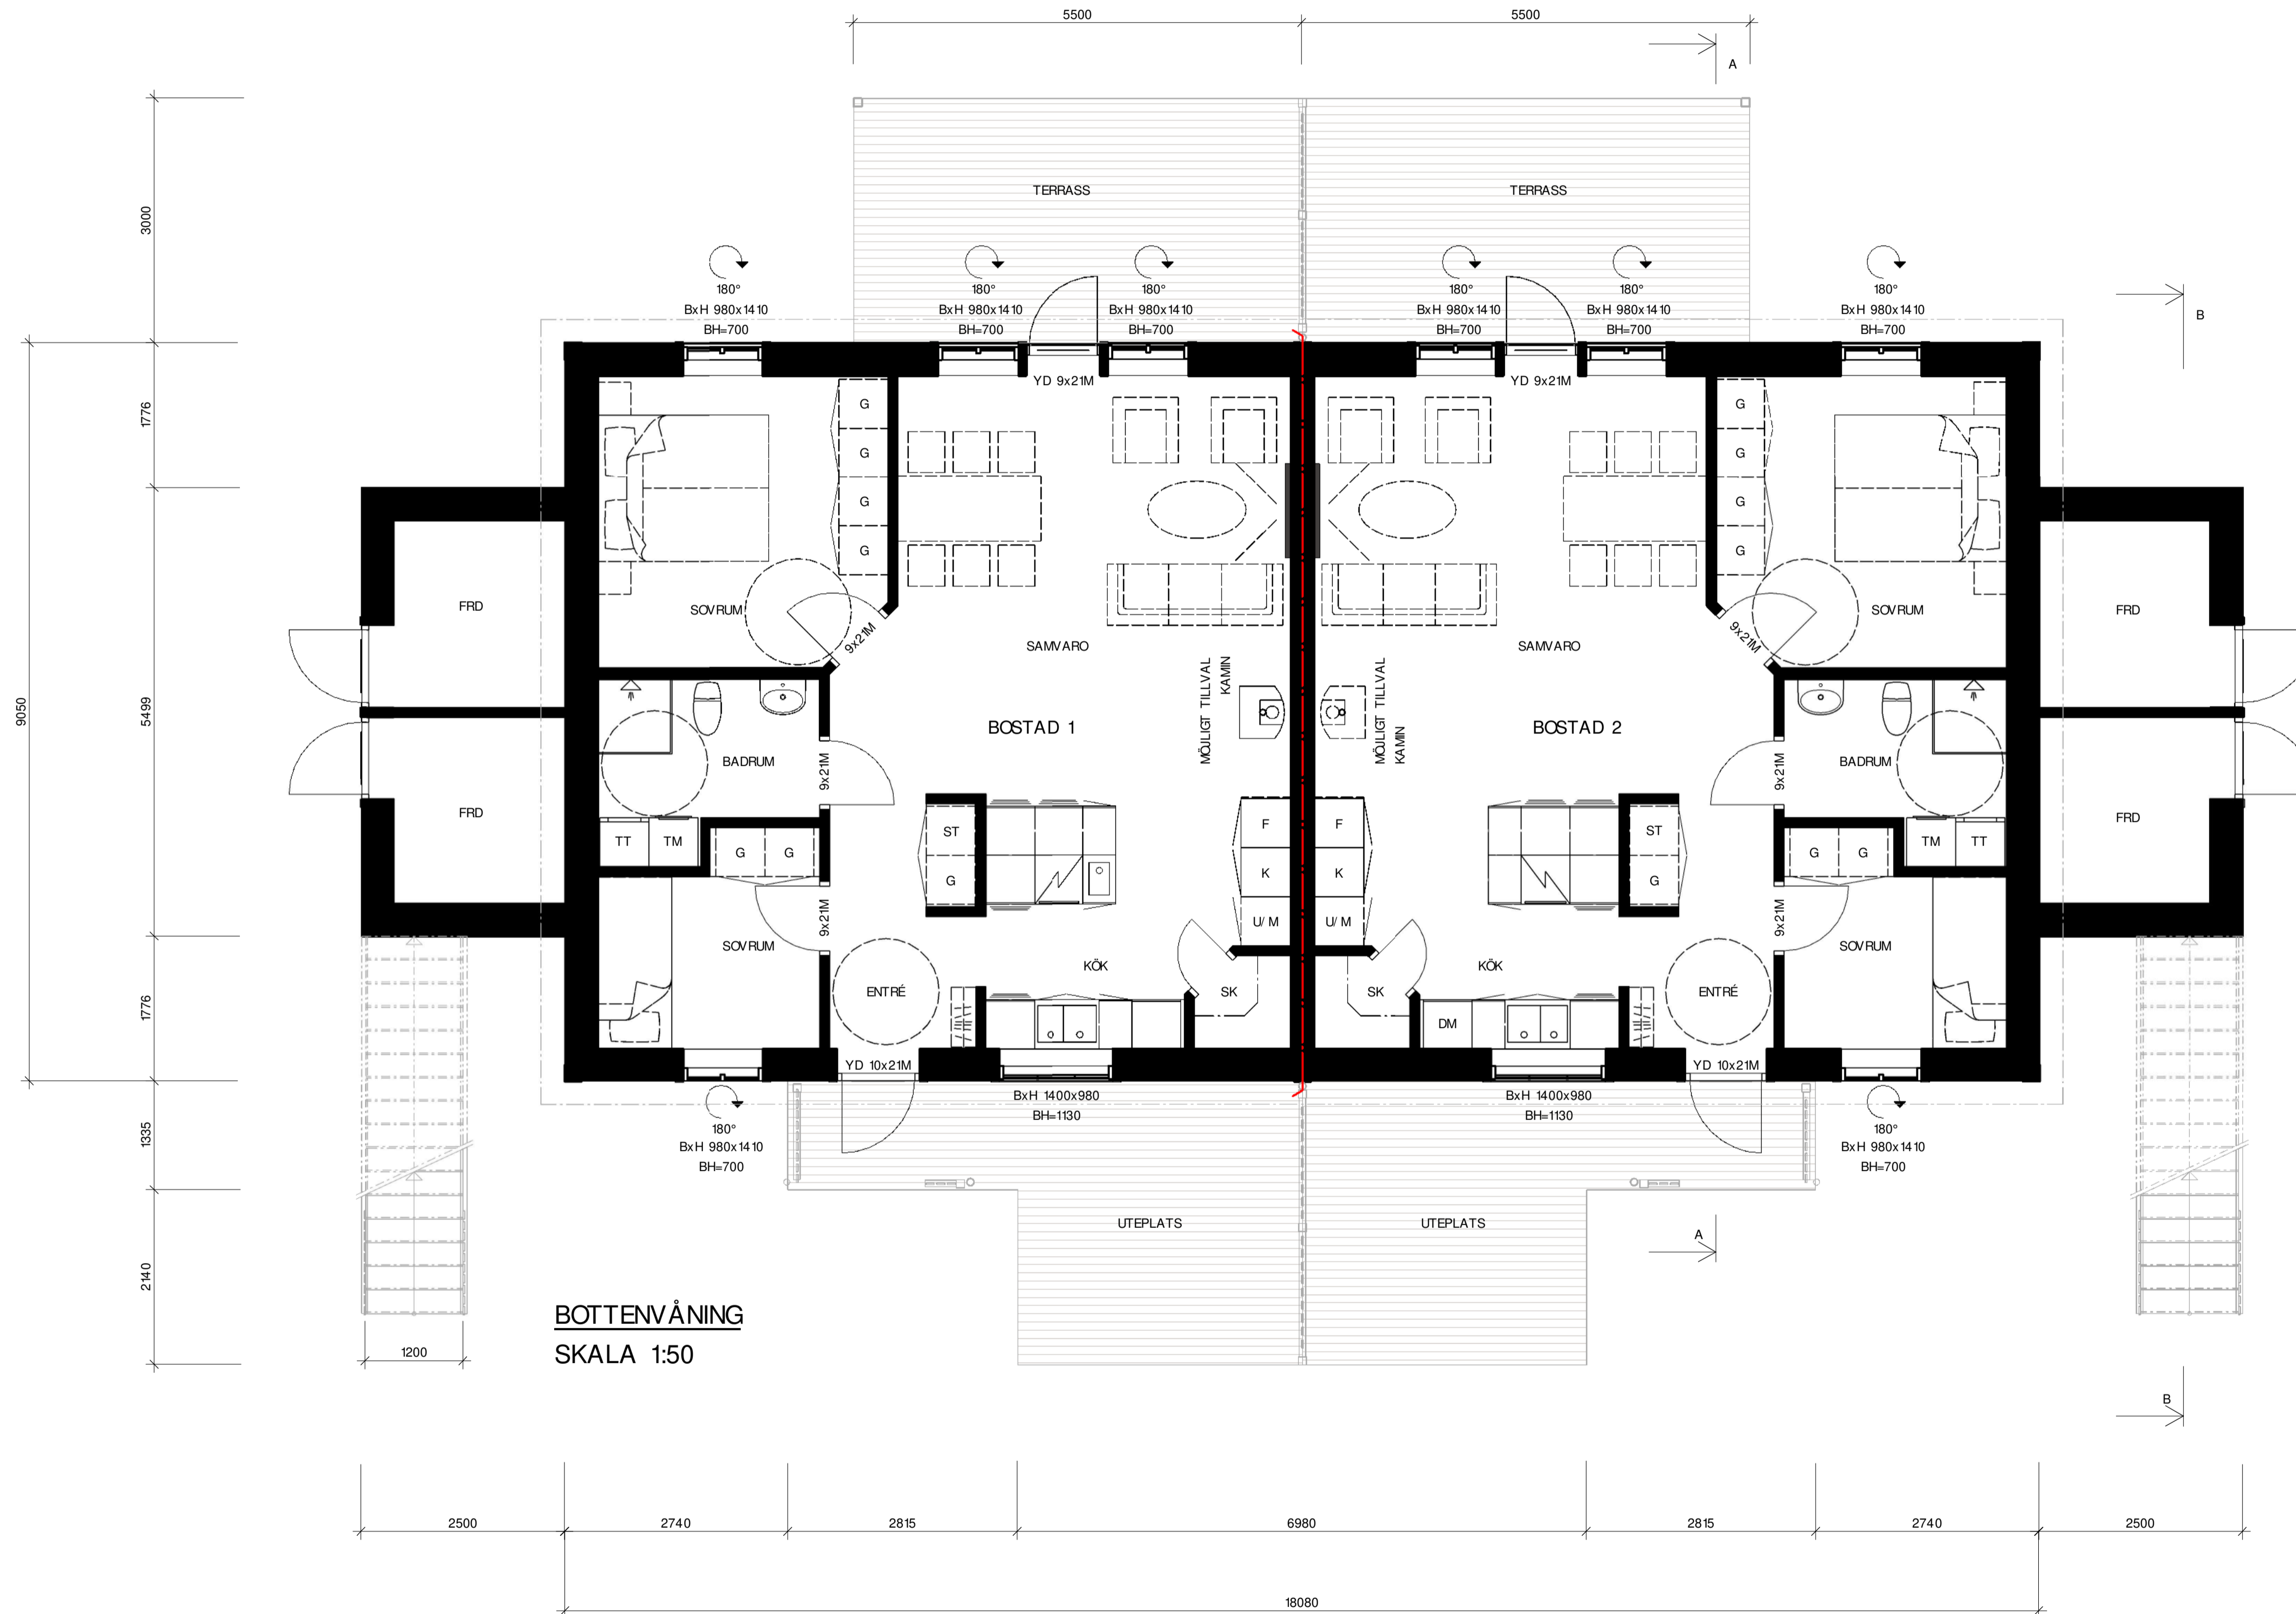 5500
5500
A
3000
TERRASS
TERRASS
180°
BxH 980x1410
BH=700
180°
BxH 980x1410
BH=700
180°
BxH 980x1410
BH=700
180°
BxH 980x1410
BH=700
180°
BxH 980x1410
BH=700
180°
BxH 980x1410
BH=700
B
YD 9x21M
YD 9x21M
9050
1776
5499
1776
1335
2140
G
G
G
G
G
G
G
G
FRD
SOVRUM
9x21M
SAMVARO
MÖJLIGT TILLVAL
KAMIN
MÖJLIGT TILLVAL
KAMIN
SAMVARO
9x21M
SOVRUM
FRD
BOSTAD 1
BOSTAD 2
BADRUM
9x21M
9x21M
BADRUM
FRD
TT
TM
G
G
ST
G
F
K
U/M
F
K
U/M
ST
G
G
G
TM
TT
FRD
SOVRUM
9x21M
9x21M
SOVRUM
ENTRÉ
KÖK
SK
SK
KÖK
DM
ENTRÉ
YD 10x21M
YD 10x21M
BxH 1400x980
BH=1130
BxH 1400x980
BH=1130
180°
BxH 980x1410
BH=700
180°
BxH 980x1410
BH=700
UTEPLATS
UTEPLATS
A
BOTTENVÅNING
SKALA 1:50
1200
B
2500
2740
2815
6980
2815
2740
2500
18080